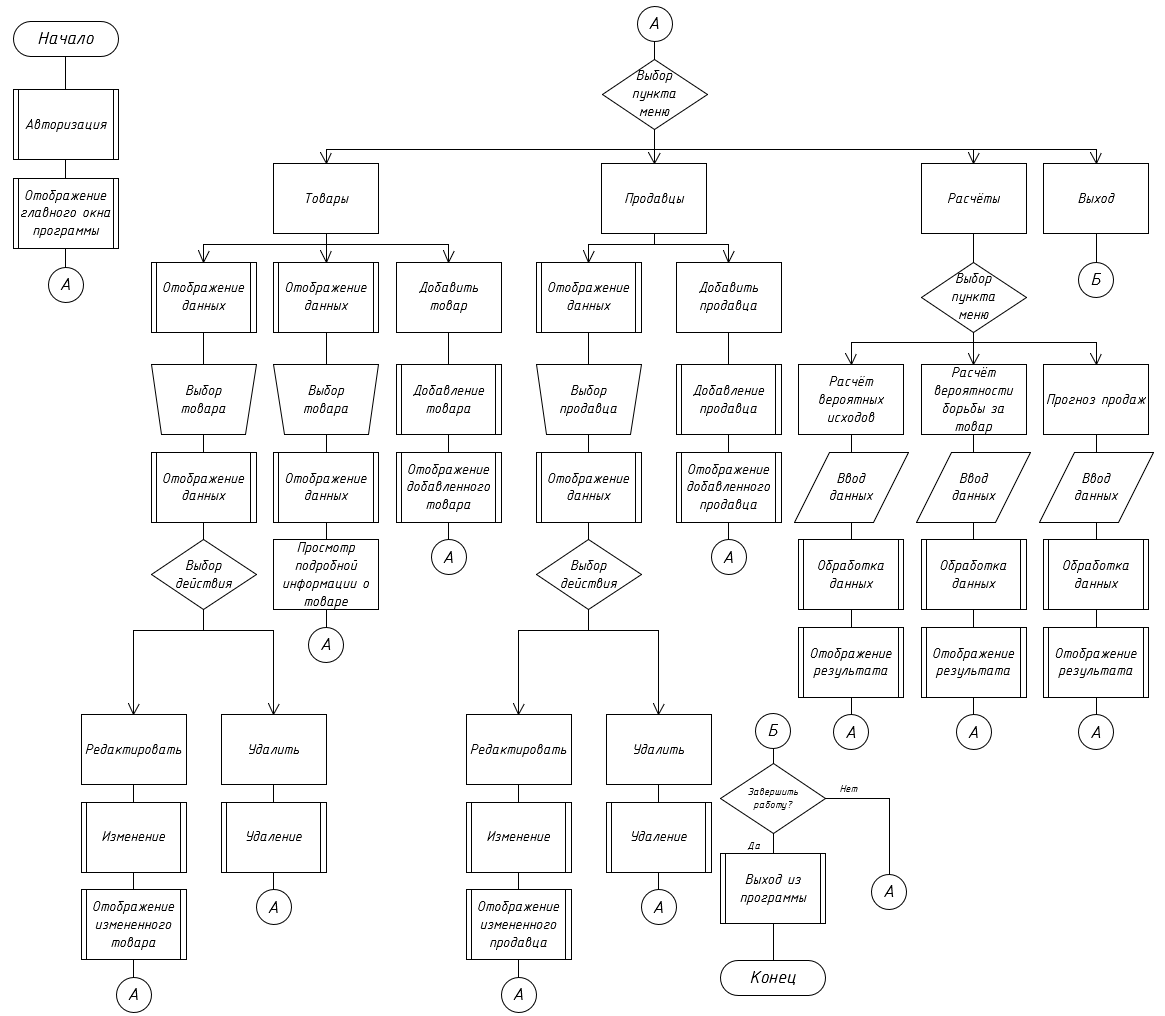 Начало
Авторизация
Отображение
главного окна
программы
А
А
Выбор
пункта
меню
Товары
Продавцы
Расчёты
Выход
Отображение
данных
Отображение
данных
Добавить
товар
Отображение
данных
Добавить
продавца
Выбор
пункта
меню
Б
Выбор
товара
Выбор
товара
Добавление
товара
Выбор
продавца
Добавление
продавца
Расчёт
вероятных
исходов
Расчёт
вероятности
борьбы за
товар
Прогноз продаж
Отображение
данных
Отображение
данных
Отображение
добавленного
товара
Отображение
данных
Отображение
добавленного
продавца
Ввод
данных
Ввод
данных
Ввод
данных
Выбор
действия
Просмотр
подробной
информации о
товаре
А
Выбор
действия
А
Обработка
данных
Обработка
данных
Обработка
данных
А
Отображение
результата
Отображение
результата
Отображение
результата
Редактировать
Удалить
Редактировать
Удалить
Б
А
А
А
Завершить
работу?
Нет
Да
Изменение
Удаление
Изменение
Удаление
Выход из
программы
А
Отображение
измененного
товара
А
Отображение
измененного
продавца
А
Конец
А
А